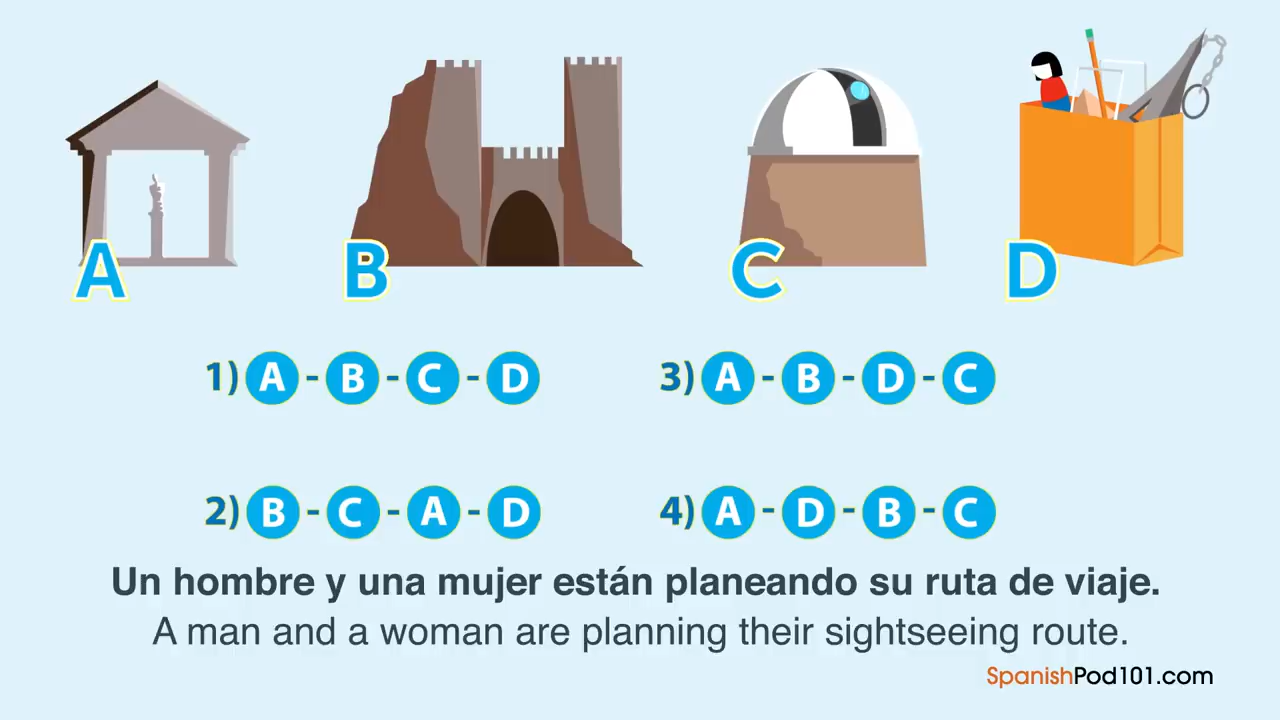 A B C D
1) A - B - C - D
3) A - B - D - C
2) B - C - A - D
4) A - D - B - C
Un hombre y una mujer están planeando su ruta de viaje.
A man and a woman are planning their sightseeing route.
SpanishPod101.com